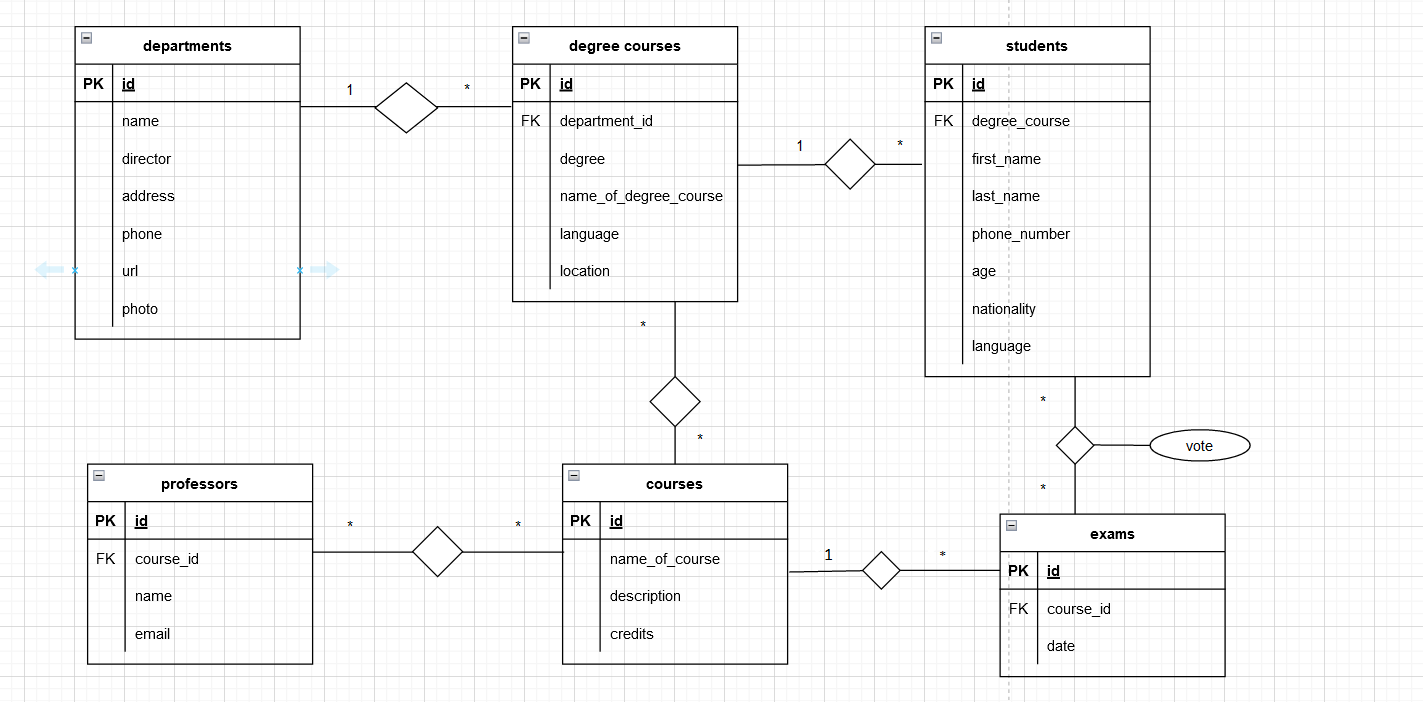 departments
PK id
name
director
address
phone
url
photo
1 *
degree courses
PK id
FK department_id
degree
name_of_degree_course
language
location
1 *
students
PK id
FK degree_course
first_name
last_name
phone_number
age
nationality
language
*
*
*
vote
*
professors
PK id
FK course_id
name
email
* *
courses
PK id
name_of_course
description
credits
1 *
exams
PK id
FK course_id
date